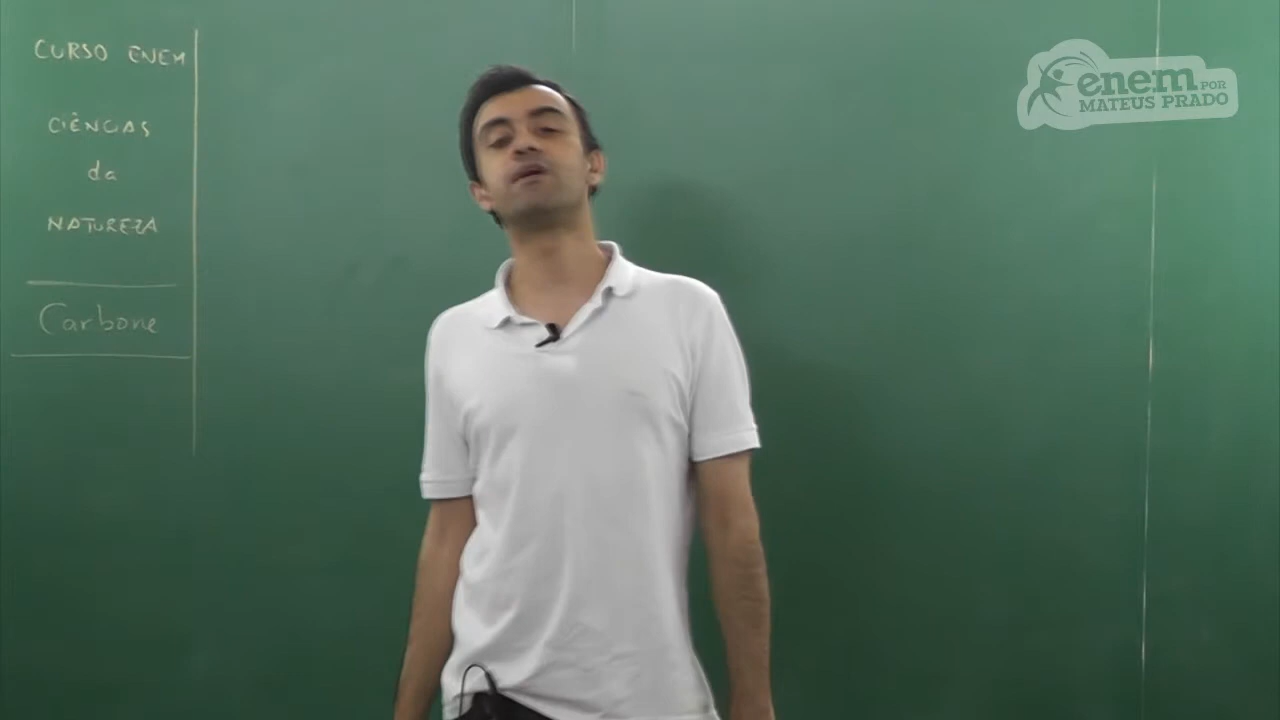 CURSO ENEM
CIÊNCIAS
da
NATUREZA
Carbono
enem POR
MATEUS PRADO